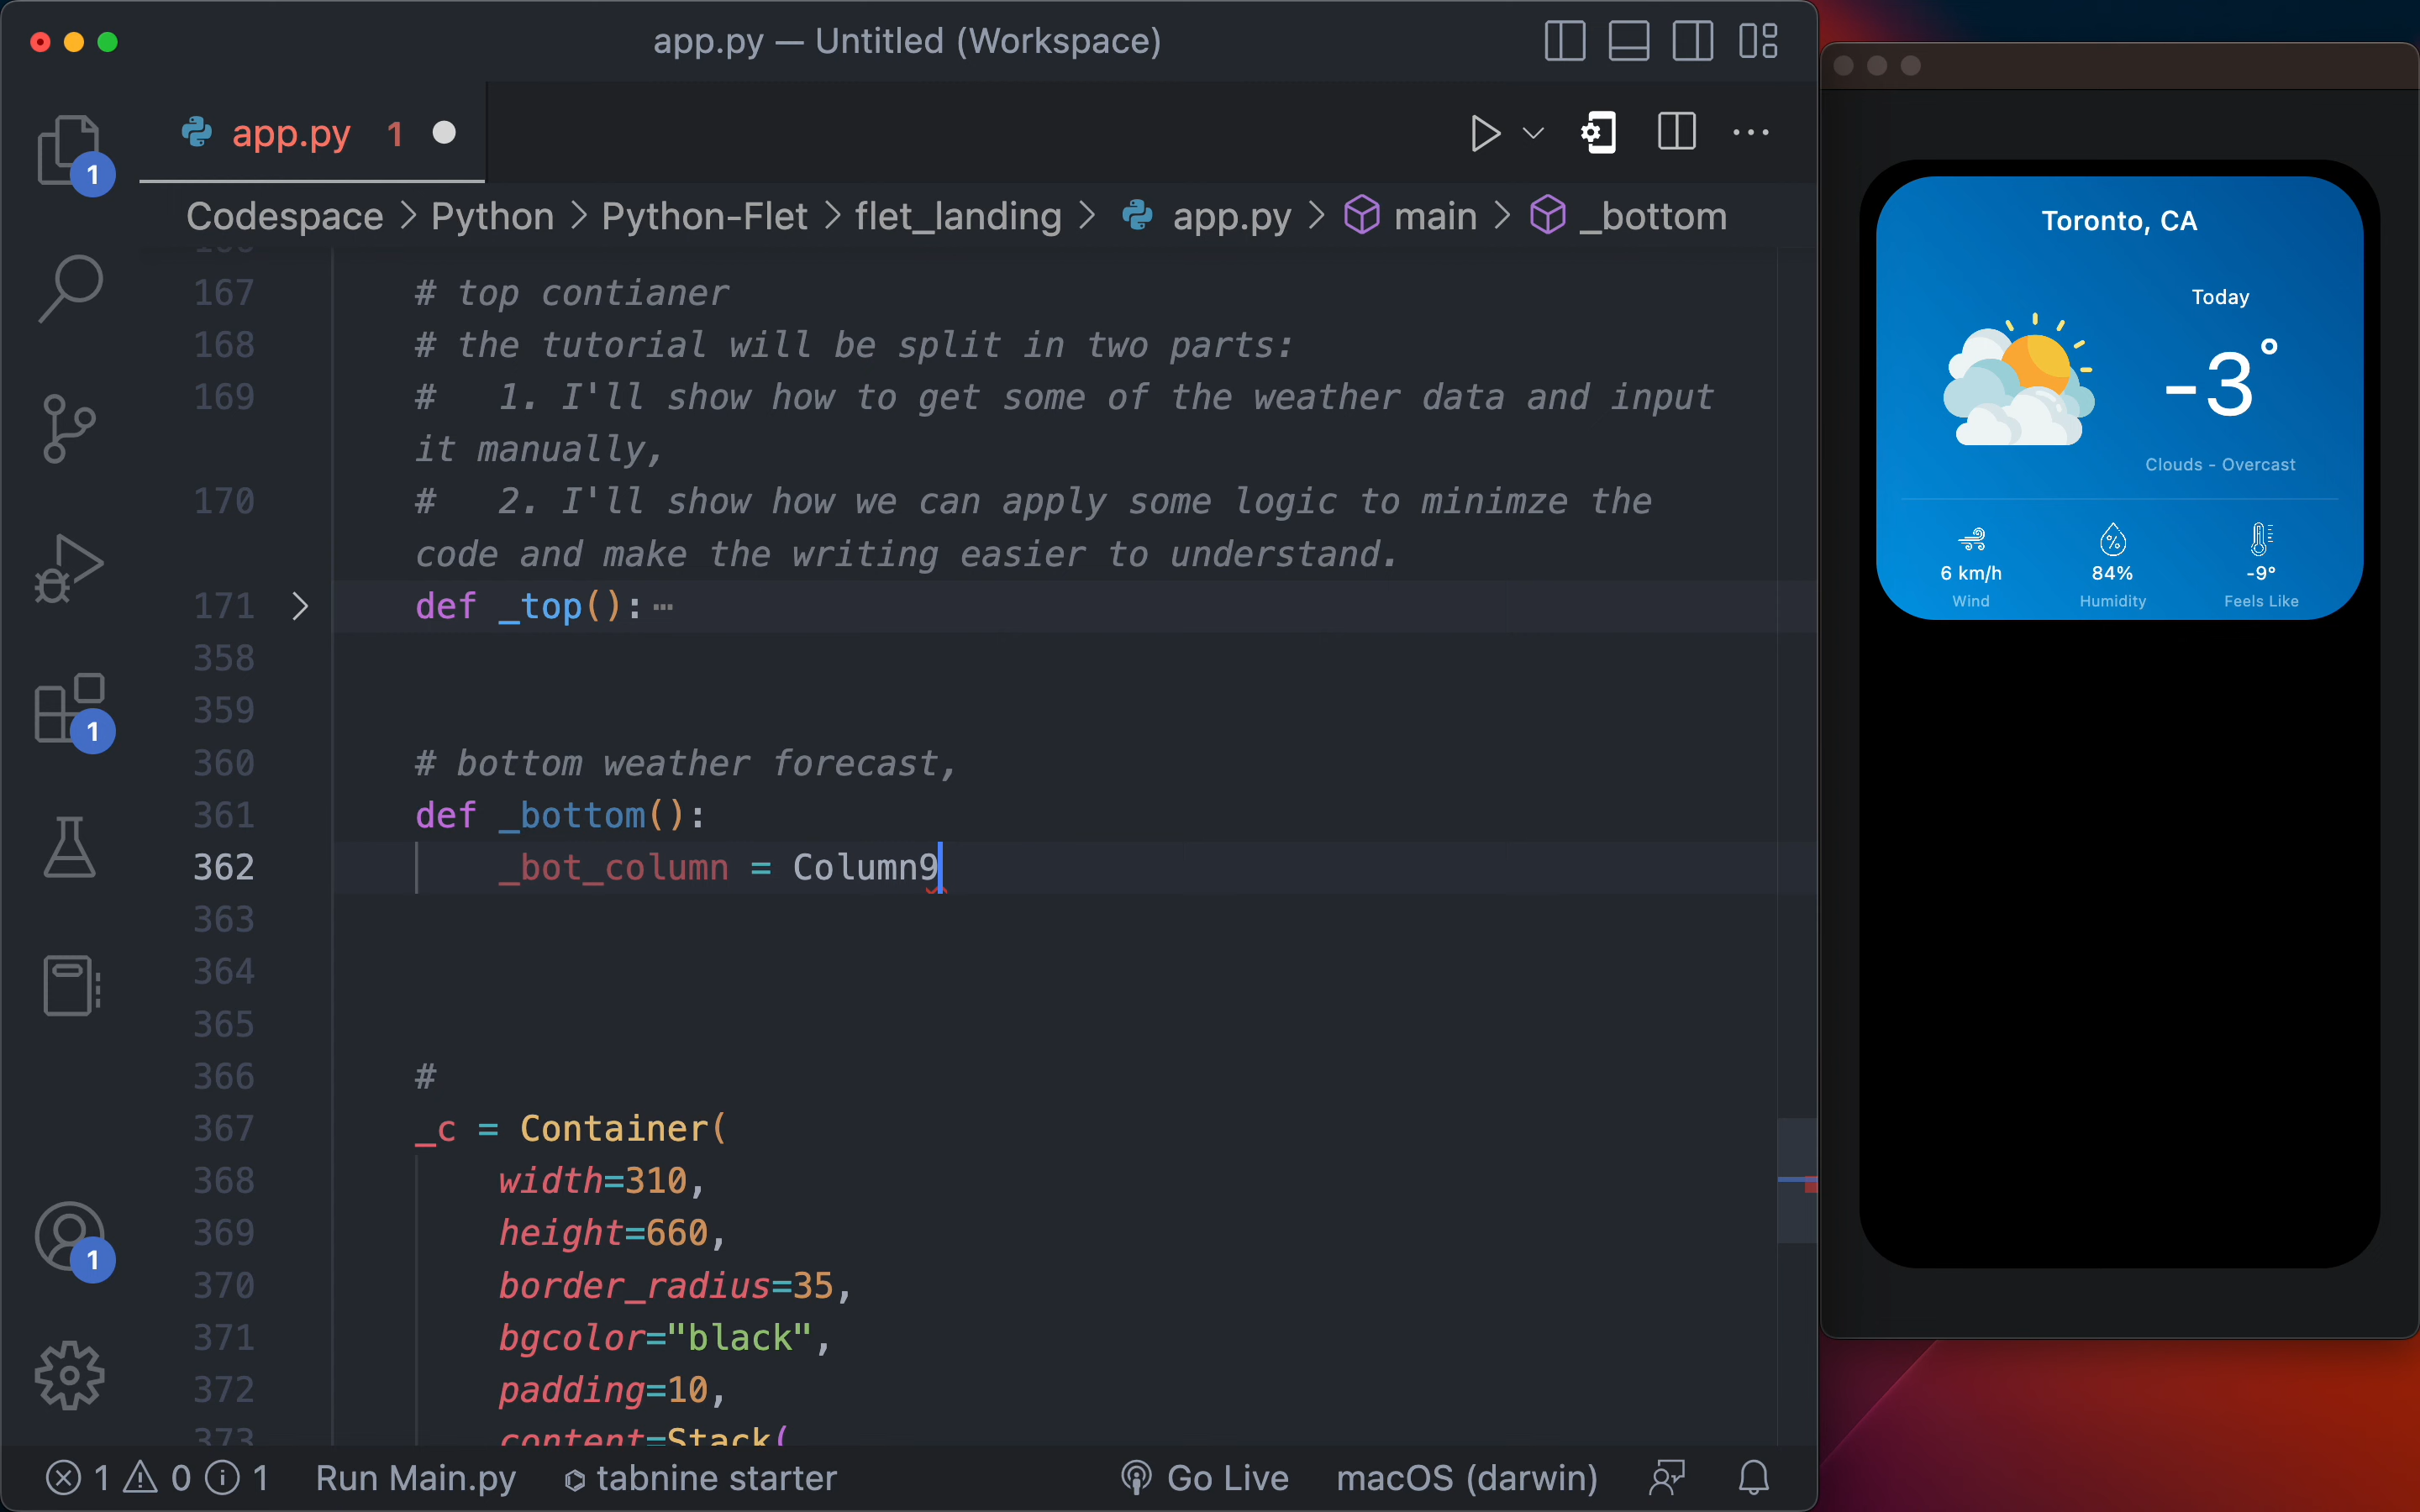 app.py — Untitled (Workspace)
app.py 1
1
Codespace > Python > Python-Flet > flet_landing > app.py > main > _bottom
167 # top contianer
168 # the tutorial will be split in two parts:
169 #   1. I'll show how to get some of the weather data and input
it manually,
170 #   2. I'll show how we can apply some logic to minimze the
code and make the writing easier to understand.
171 def _top():⋯
358
359
360 # bottom weather forecast,
361 def _bottom():
362     _bot_column = Column9
363
364
365
366 #
367 _c = Container(
368     width=310,
369     height=660,
370     border_radius=35,
371     bgcolor="black",
372     padding=10,
373     content=Stack(
1
1
1 0 1 Run Main.py tabnine starter Go Live macOS (darwin)
Toronto, CA
Today
-3°
Clouds - Overcast
%
6 km/h 84% -9°
Wind Humidity Feels Like